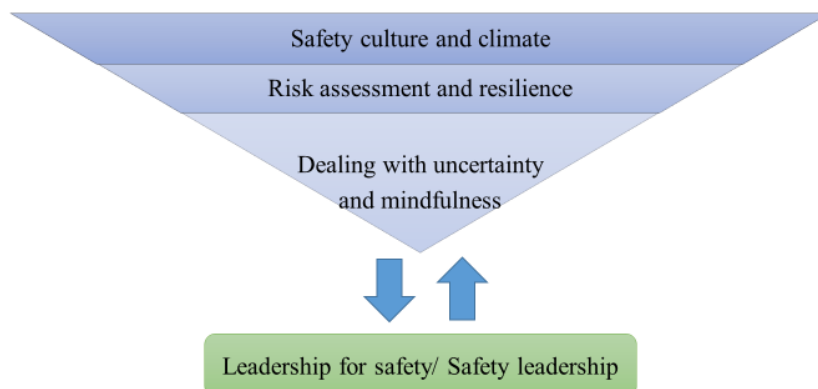 Safety culture and climate
Risk assessment and resilience
Dealing with uncertainty
and mindfulness
Leadership for safety/ Safety leadership